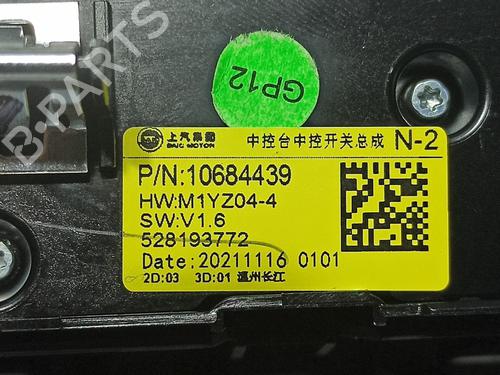 B-PARTS
GP12
上汽集团
SAIC MOTOR
中控台中控开关总成 N-2
P/N:10684439
HW:M1YZ04-4
SW:V1.6
528193772
Date:20211116 0101
2D:03 3D:01 温州长江